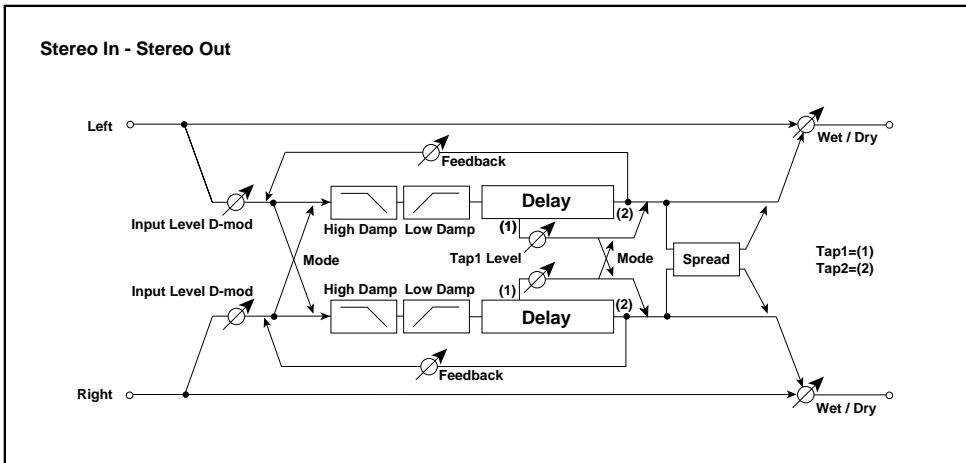 Stereo In - Stereo Out
Left
Wet / Dry
Feedback
Delay
Input Level D-mod
High Damp
Low Damp
(1)
(2)
Tap1 Level
Mode
Mode
Spread
Tap1=(1)
Tap2=(2)
Input Level D-mod
High Damp
Low Damp
(1)
(2)
Delay
Feedback
Right
Wet / Dry